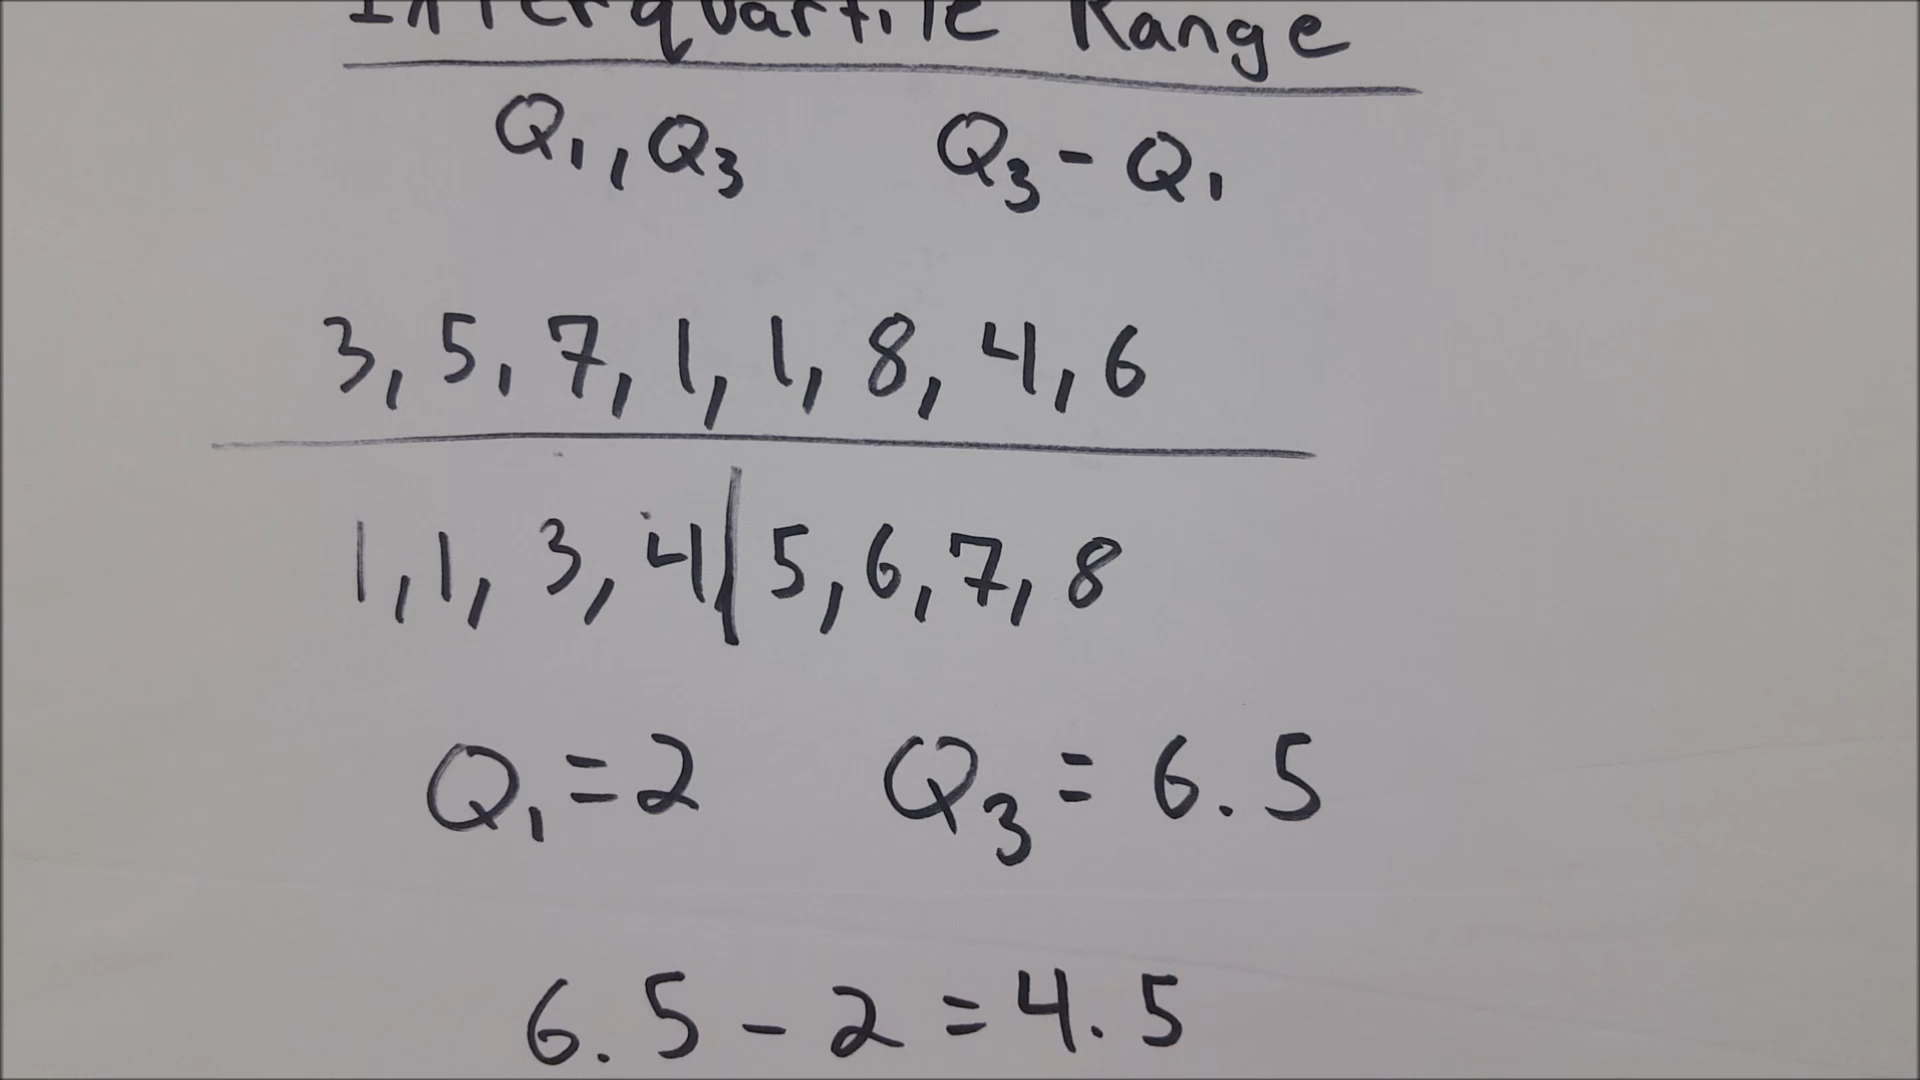 Interquartile Range
Q₁, Q₃ Q₃ - Q₁
3, 5, 7, 1, 1, 8, 4, 6
1, 1, 3, 4, | 5, 6, 7, 8
Q₁ = 2 Q₃ = 6.5
6.5 - 2 = 4.5